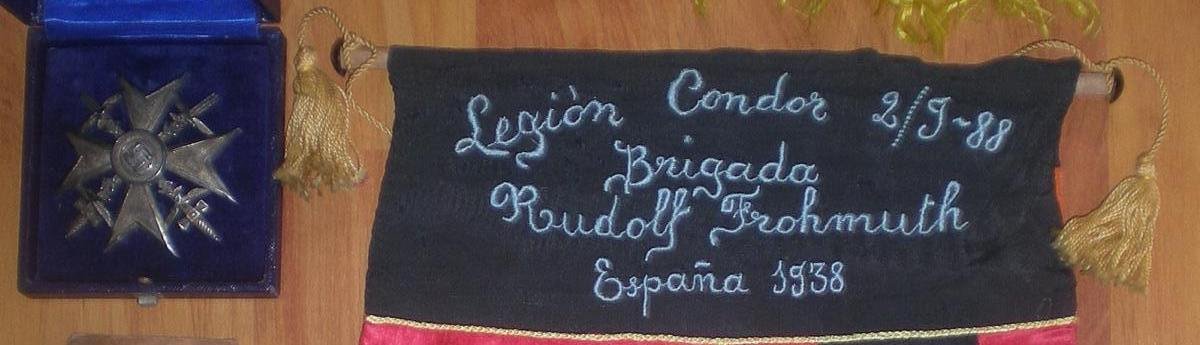 Legión Condor 2/J-88
Brigada
Rudolf Frohmuth
España 1938